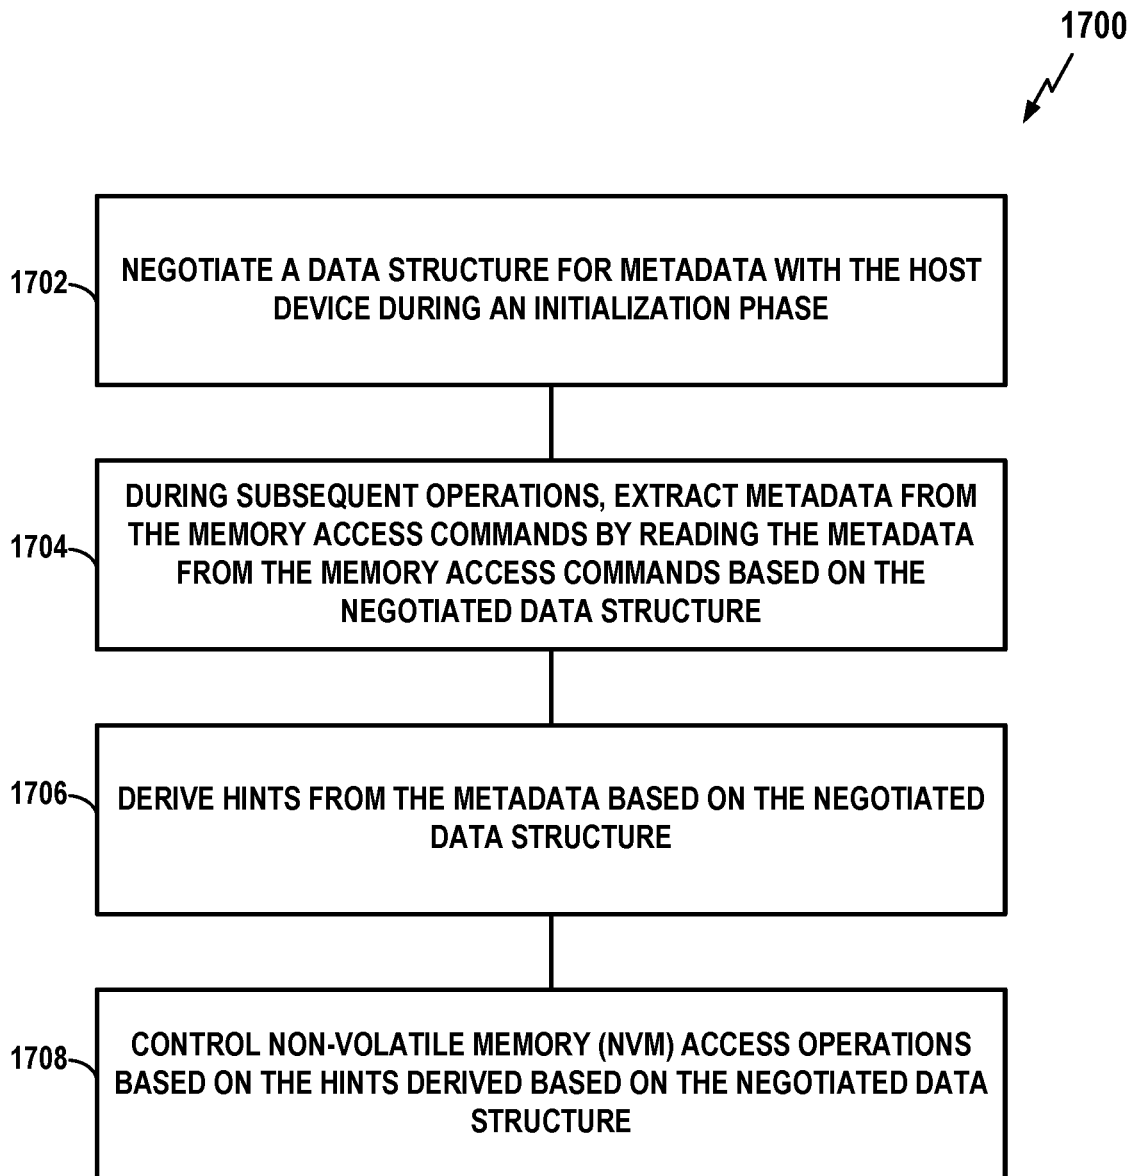 1700
1702
NEGOTIATE A DATA STRUCTURE FOR METADATA WITH THE HOST
DEVICE DURING AN INITIALIZATION PHASE
1704
DURING SUBSEQUENT OPERATIONS, EXTRACT METADATA FROM
THE MEMORY ACCESS COMMANDS BY READING THE METADATA
FROM THE MEMORY ACCESS COMMANDS BASED ON THE
NEGOTIATED DATA STRUCTURE
1706
DERIVE HINTS FROM THE METADATA BASED ON THE NEGOTIATED
DATA STRUCTURE
1708
CONTROL NON-VOLATILE MEMORY (NVM) ACCESS OPERATIONS
BASED ON THE HINTS DERIVED BASED ON THE NEGOTIATED DATA
STRUCTURE